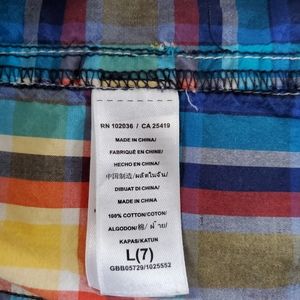 RN 102036 / CA 25419
MADE IN CHINA/
FABRIQUÉ EN CHINE/
HECHO EN CHINA/
中国制造/ผลิตในจีน/
DIBUAT DI CHINA/
MADE IN CHINA/
100% COTTON/COTON/
ALGODON/棉/ ฝ้าย/
KAPAS/KATUN
L(7)
GBB05729/1025552